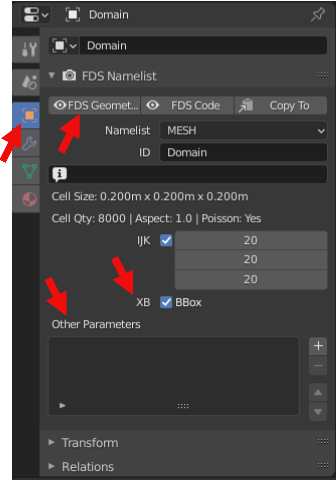 Domain
Domain
FDS Namelist
FDS Geomet...
FDS Code
Copy To
Namelist
MESH
ID
Domain
Cell Size: 0.200m x 0.200m x 0.200m
Cell Qty: 8000 | Aspect: 1.0 | Poisson: Yes
IJK
20
20
20
XB
BBox
Other Parameters
Transform
Relations